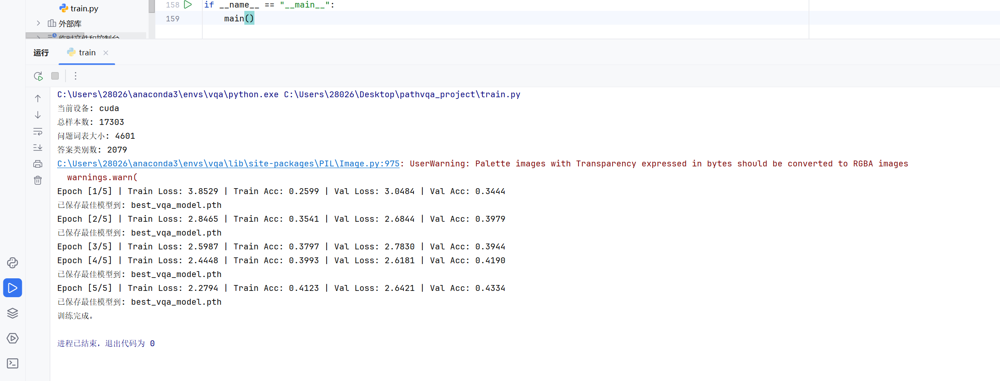 train.py
外部库
临时文件和控制台
158 if __name__ == "__main__":
159 main()
运行 train
C:\Users\28026\anaconda3\envs\vqa\python.exe C:\Users\28026\Desktop\pathvqa_project\train.py
当前设备: cuda
总样本数: 17303
问题词表大小: 4601
答案类别数: 2079
C:\Users\28026\anaconda3\envs\vqa\lib\site-packages\PIL\Image.py:975: UserWarning: Palette images with Transparency expressed in bytes should be converted to RGBA images
warnings.warn(
Epoch [1/5] | Train Loss: 3.8529 | Train Acc: 0.2599 | Val Loss: 3.0484 | Val Acc: 0.3444
已保存最佳模型到: best_vqa_model.pth
Epoch [2/5] | Train Loss: 2.8465 | Train Acc: 0.3541 | Val Loss: 2.6844 | Val Acc: 0.3979
已保存最佳模型到: best_vqa_model.pth
Epoch [3/5] | Train Loss: 2.5987 | Train Acc: 0.3797 | Val Loss: 2.7830 | Val Acc: 0.3944
Epoch [4/5] | Train Loss: 2.4448 | Train Acc: 0.3993 | Val Loss: 2.6181 | Val Acc: 0.4190
已保存最佳模型到: best_vqa_model.pth
Epoch [5/5] | Train Loss: 2.2794 | Train Acc: 0.4123 | Val Loss: 2.6421 | Val Acc: 0.4334
已保存最佳模型到: best_vqa_model.pth
训练完成。
进程已结束，退出代码为 0